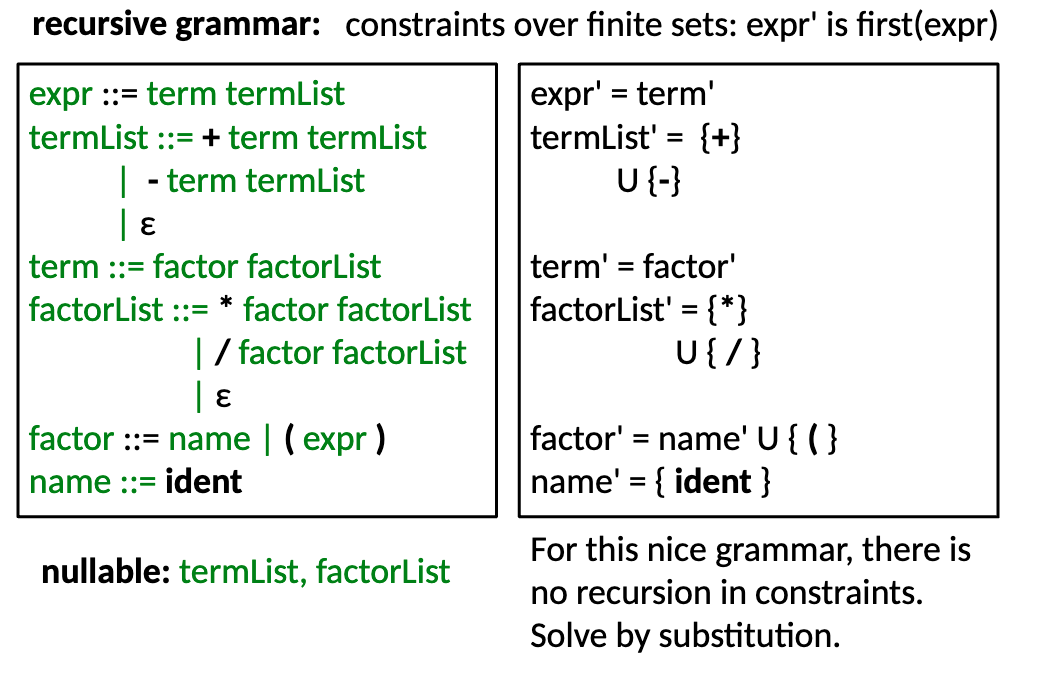 recursive grammar: constraints over finite sets: expr' is first(expr)
expr ::= term termList
termList ::= + term termList
| - term termList
| ε
term ::= factor factorList
factorList ::= * factor factorList
| / factor factorList
| ε
factor ::= name | ( expr )
name ::= ident
expr' = term'
termList' = {+}
U {-}
term' = factor'
factorList' = {*}
U { / }
factor' = name' U { ( }
name' = { ident }
nullable: termList, factorList
For this nice grammar, there is
no recursion in constraints.
Solve by substitution.